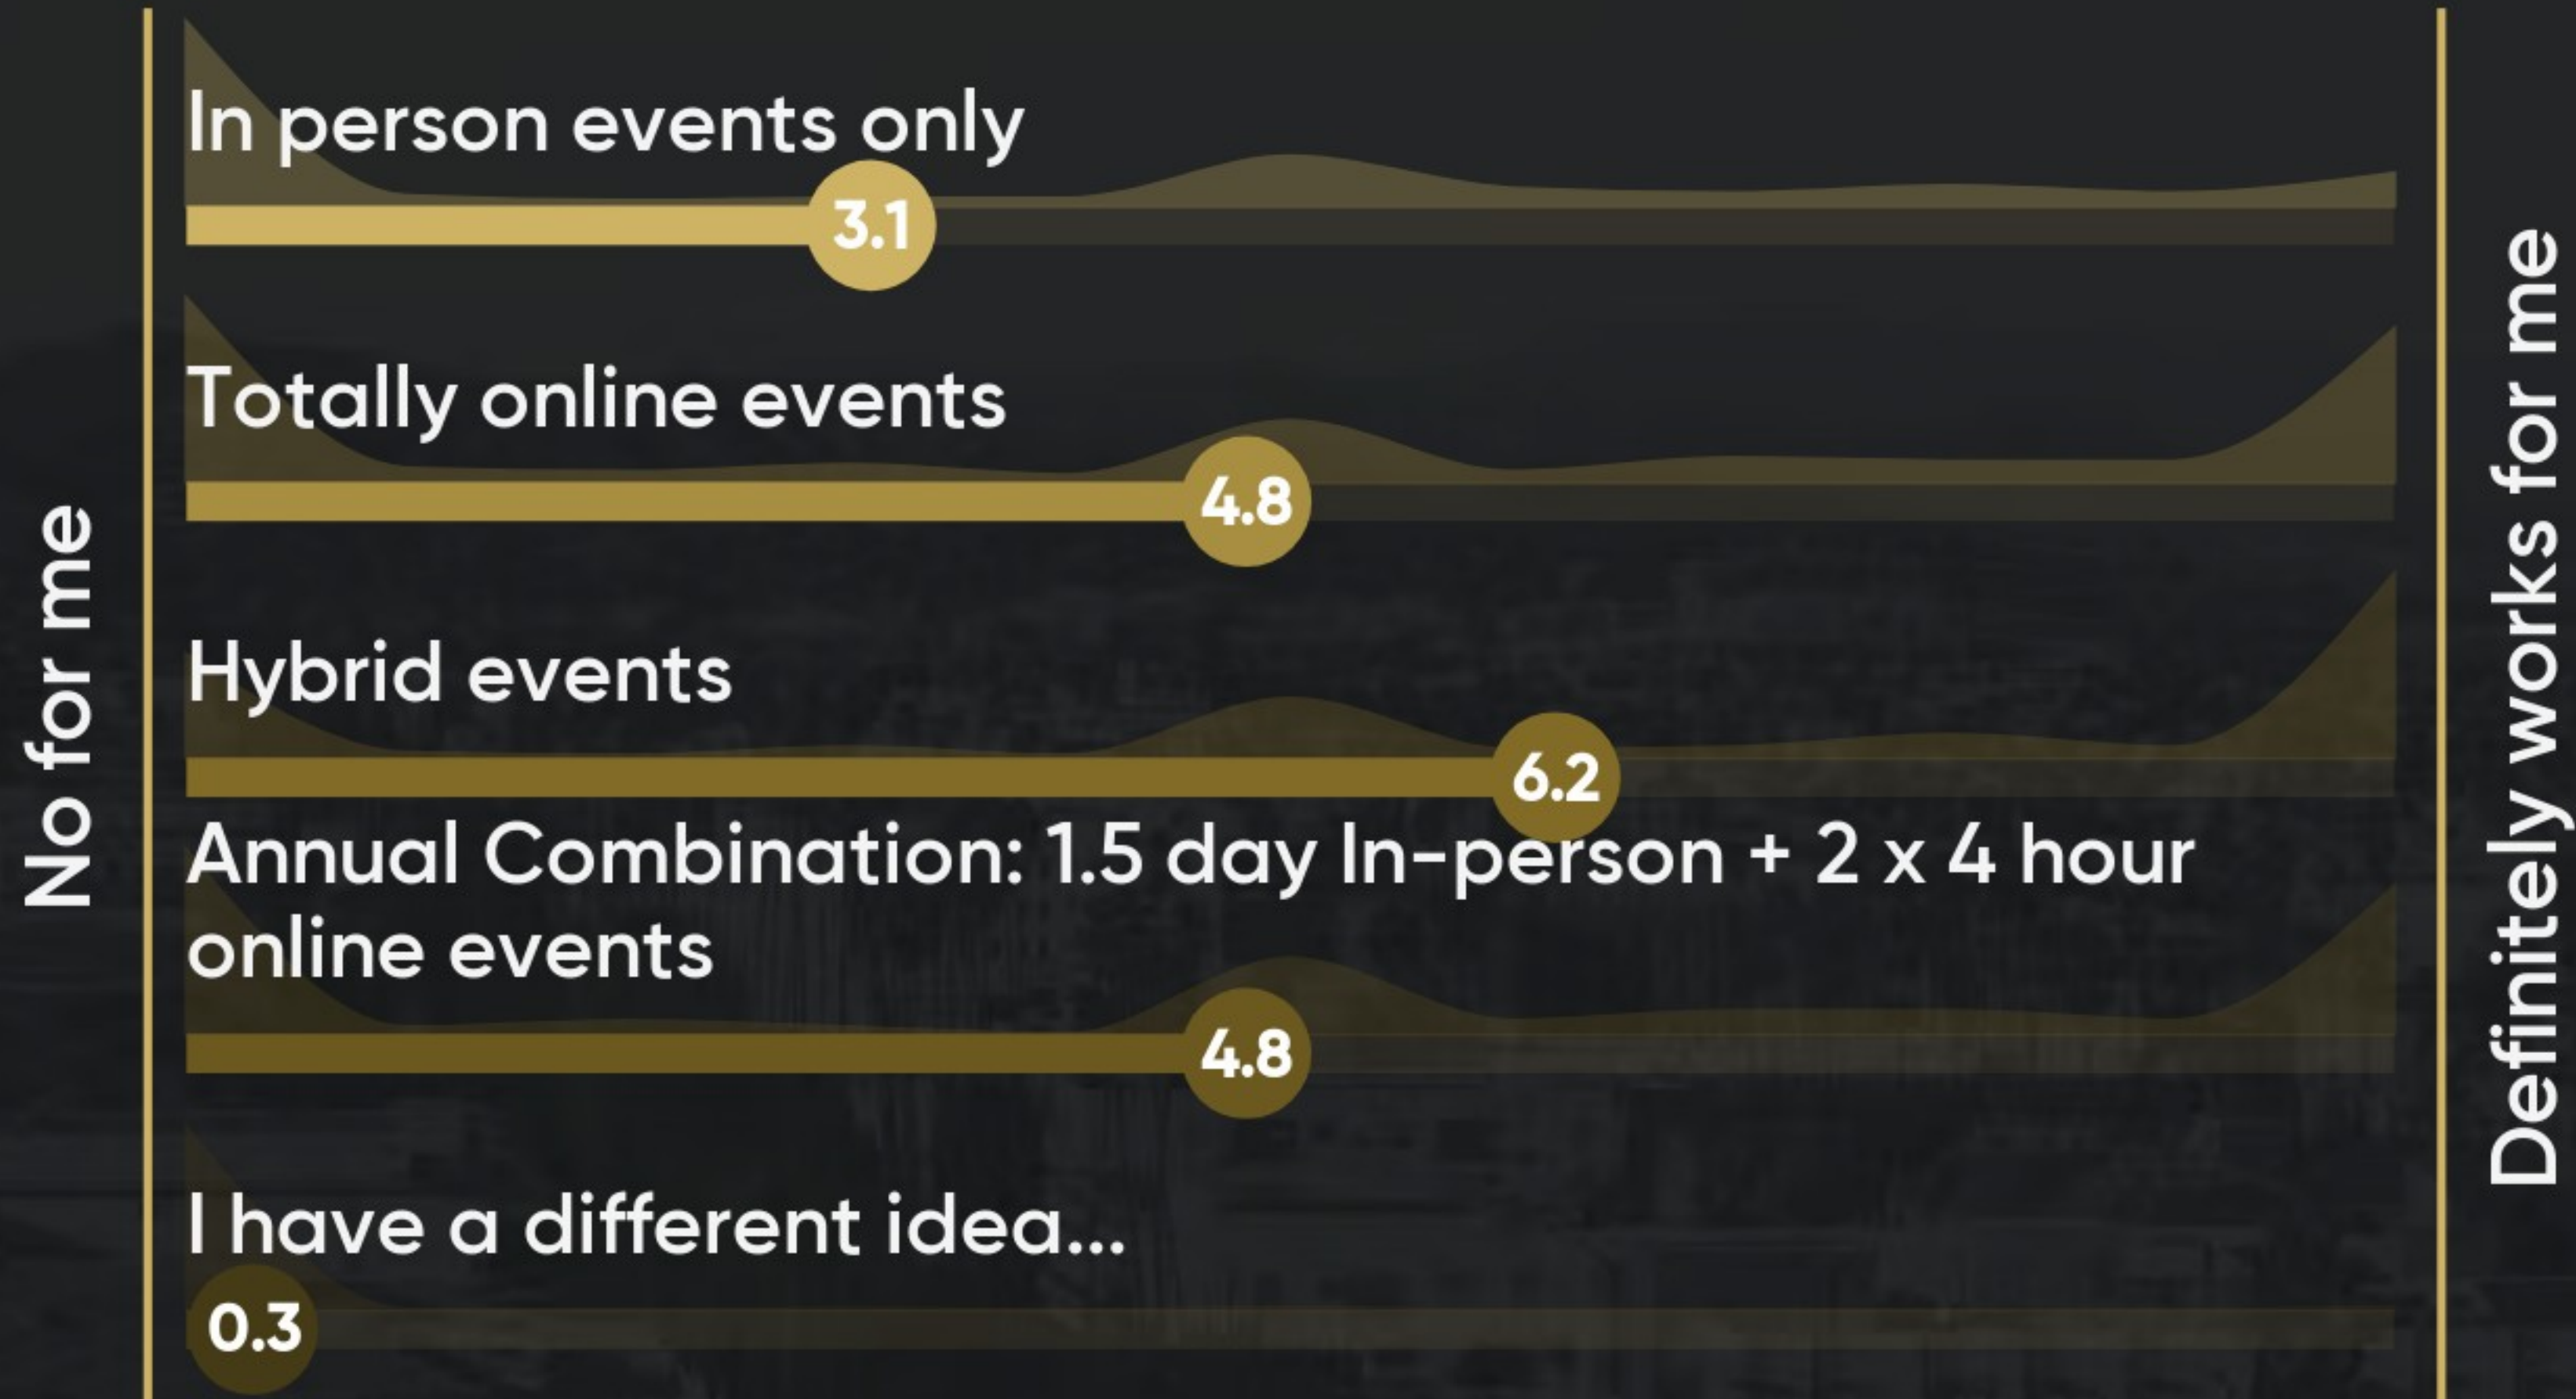 No for me
In person events only
3.1
Totally online events
4.8
Hybrid events
6.2
Annual Combination: 1.5 day In-person + 2 x 4 hour
online events
4.8
I have a different idea...
0.3
Definitely works for me